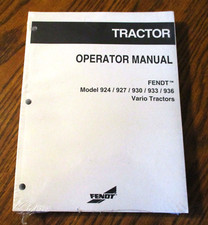 TRACTOR
OPERATOR MANUAL
FENDT™
Model 924 / 927 / 930 / 933 / 936
Vario Tractors
FENDT